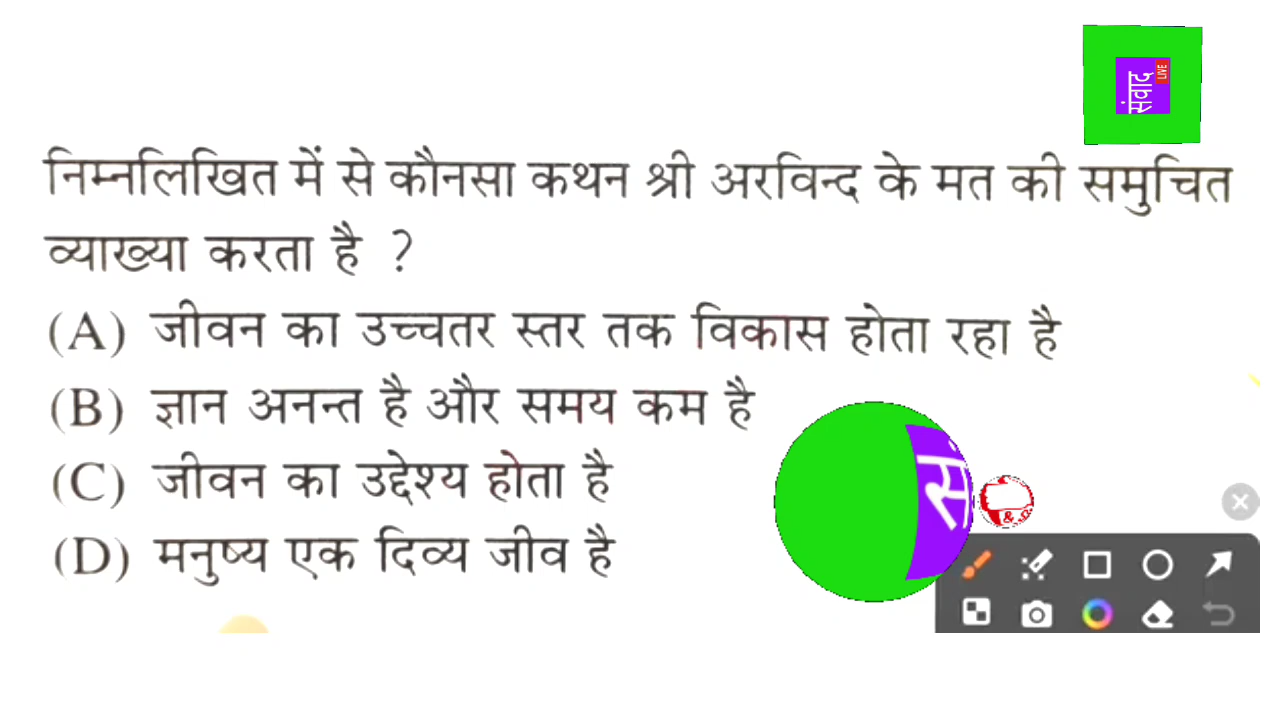 संवाद
LIVE
निम्नलिखित में से कौनसा कथन श्री अरविन्द के मत की समुचित
व्याख्या करता है ?
(A) जीवन का उच्चतर स्तर तक विकास होता रहा है
(B) ज्ञान अनन्त है और समय कम है
(C) जीवन का उद्देश्य होता है
(D) मनुष्य एक दिव्य जीव है
सं
&